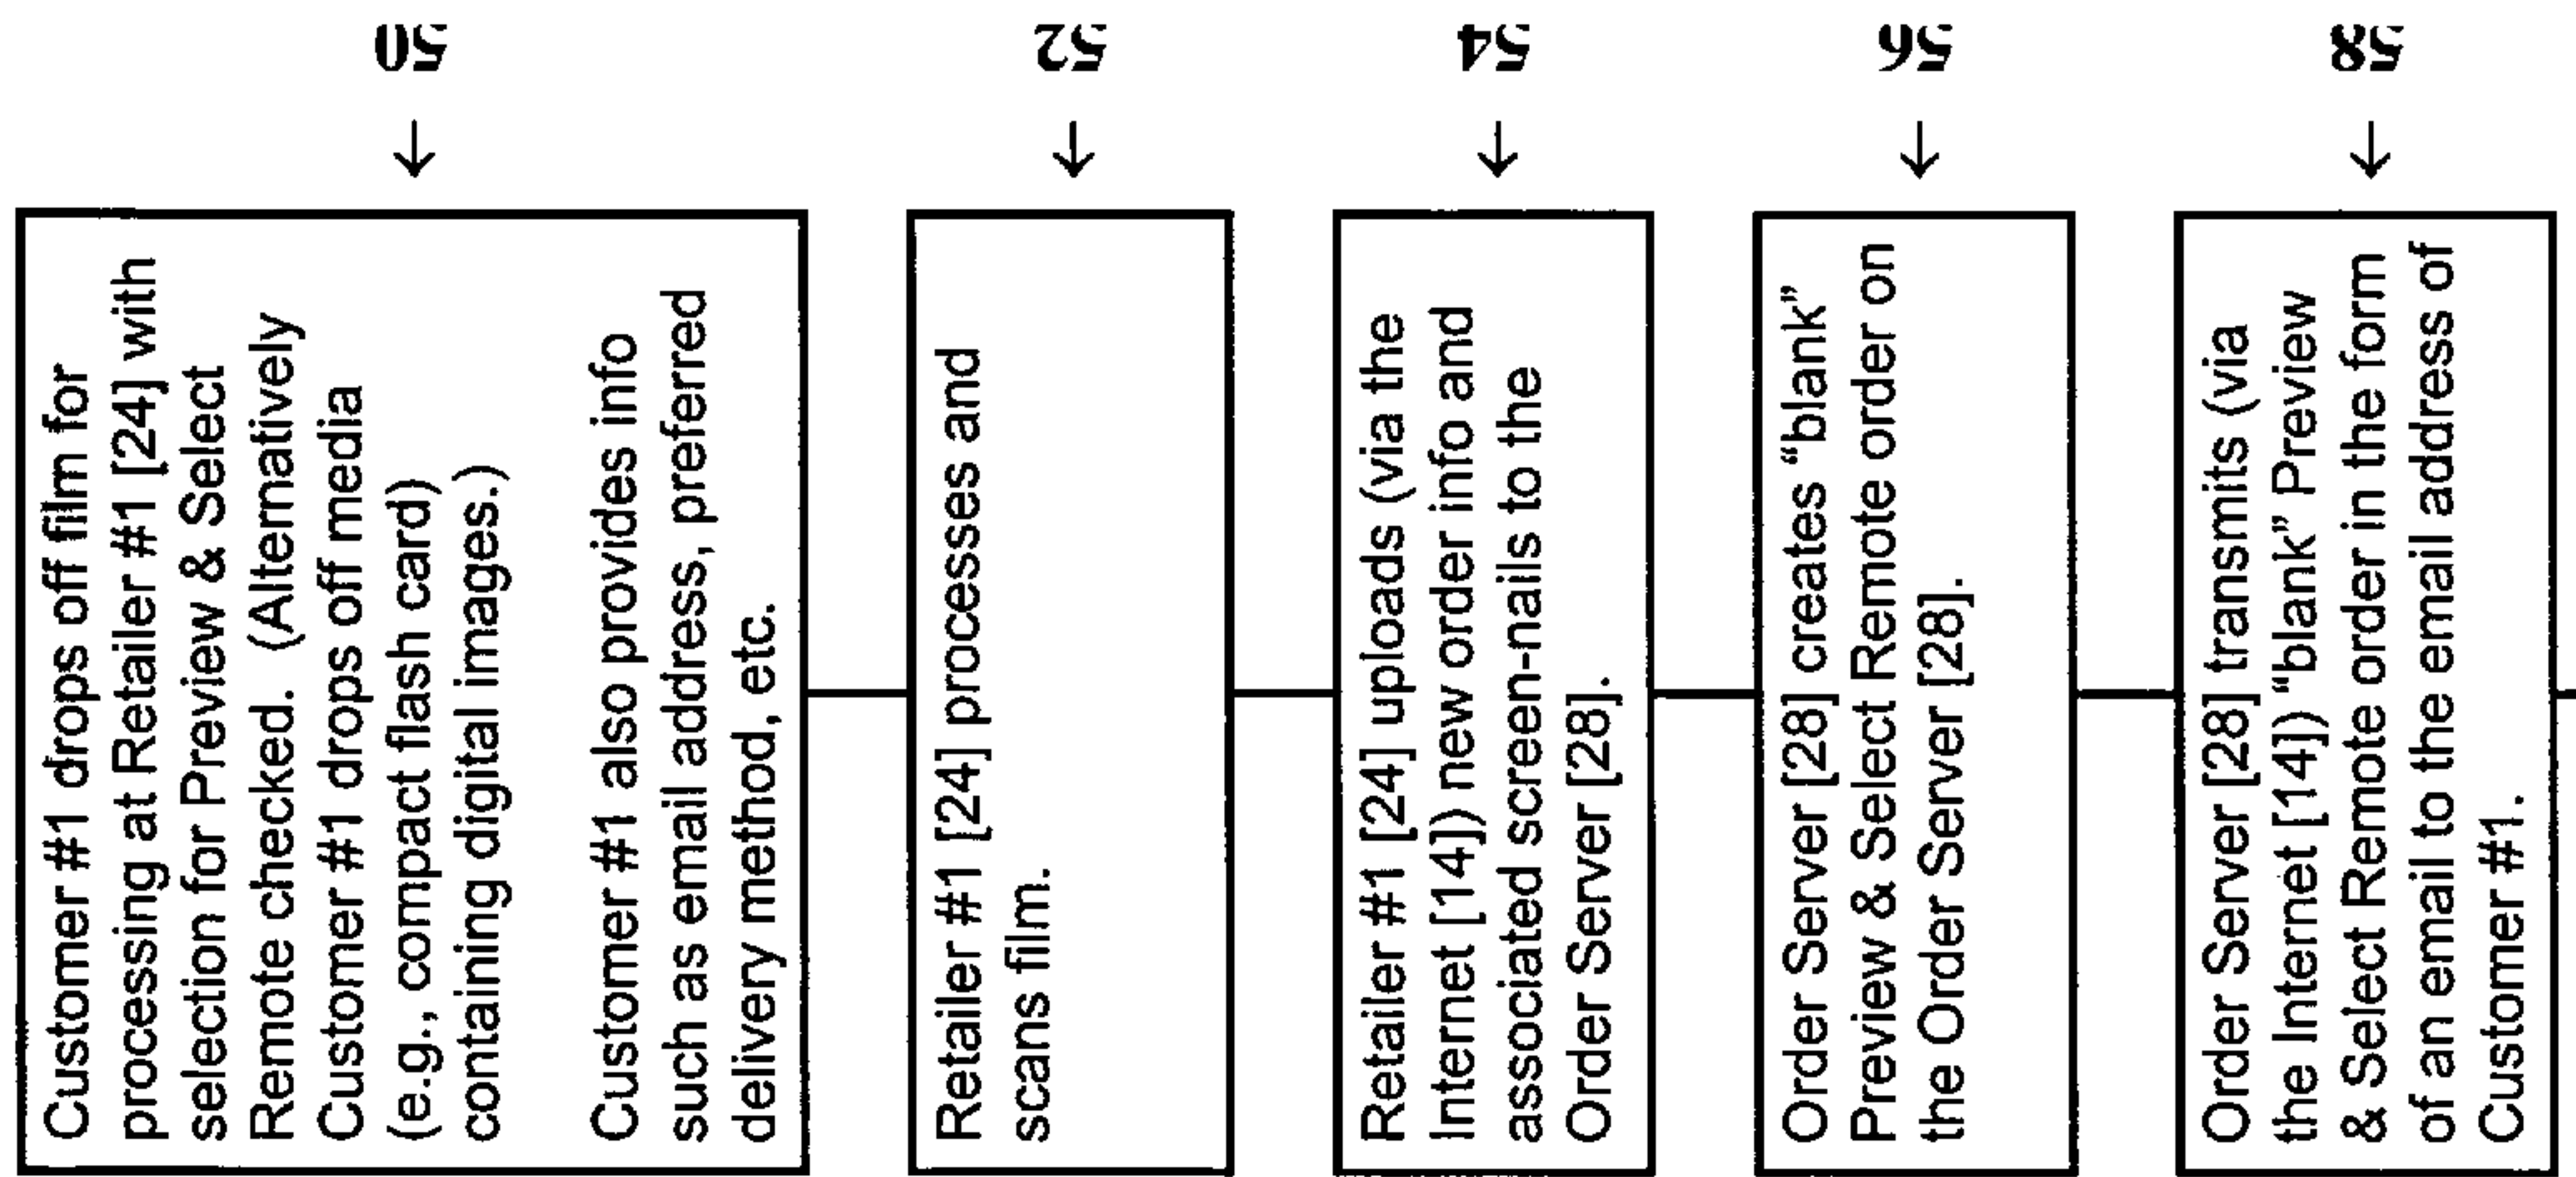 Customer #1 drops off film for
processing at Retailer #1 [24] with
selection for Preview & Select
Remote checked.  (Alternatively
Customer #1 drops off media
(e.g., compact flash card)
containing digital images.)
Customer #1 also provides info
such as email address, preferred
delivery method, etc.
50
Retailer #1 [24] processes and
scans film.
52
Retailer #1 [24] uploads (via the
Internet [14]) new order info and
associated screen-nails to the
Order Server [28].
54
Order Server [28] creates “blank”
Preview & Select Remote order on
the Order Server [28].
56
Order Server [28] transmits (via
the Internet [14]) “blank” Preview
& Select Remote order in the form
of an email to the email address of
Customer #1.
58